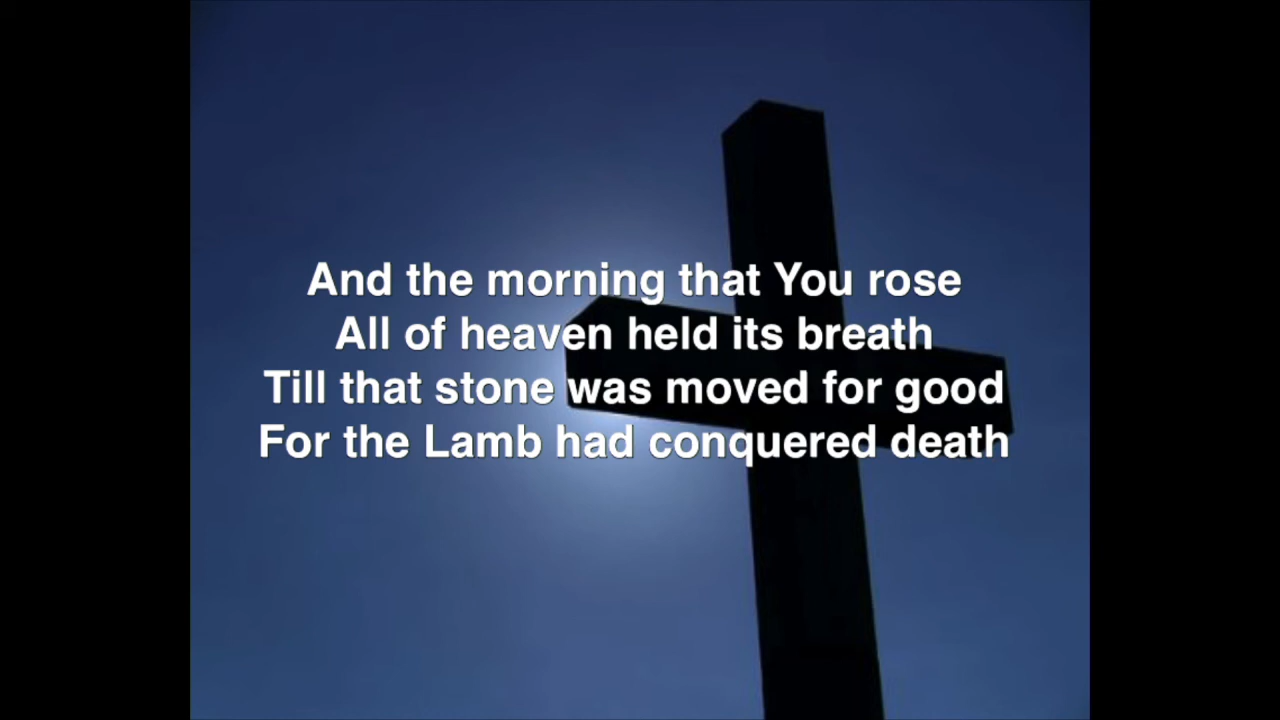 And the morning that You rose
All of heaven held its breath
Till that stone was moved for good
For the Lamb had conquered death